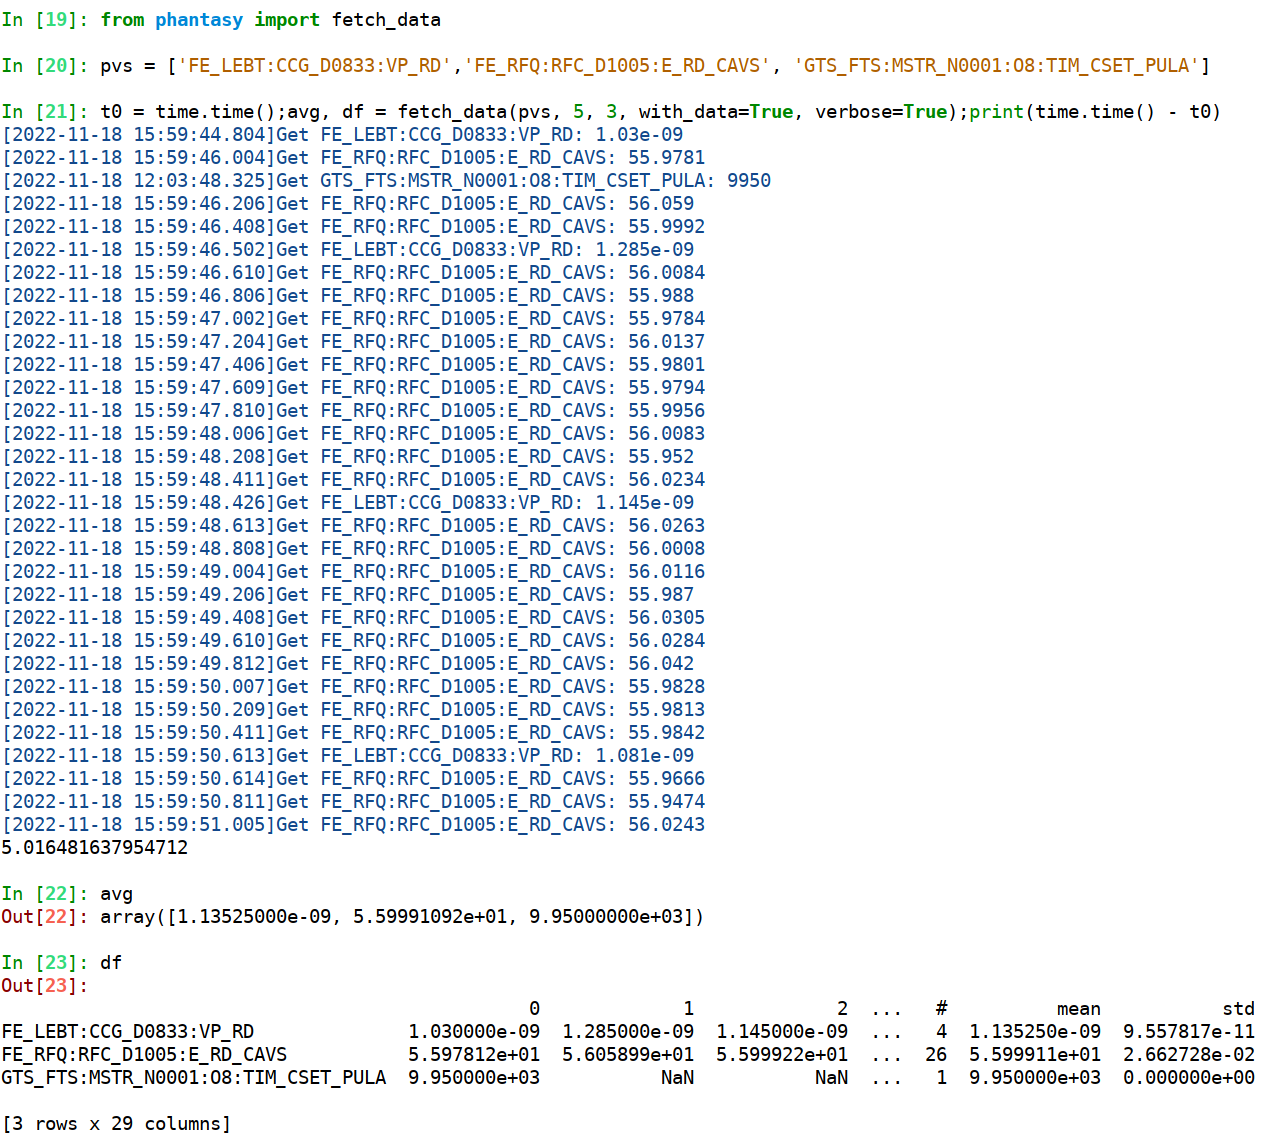 In [19]: from phantasy import fetch_data
In [20]: pvs = ['FE_LEBT:CCG_D0833:VP_RD','FE_RFQ:RFC_D1005:E_RD_CAVS', 'GTS_FTS:MSTR_N0001:O8:TIM_CSET_PULA']
In [21]: t0 = time.time();avg, df = fetch_data(pvs, 5, 3, with_data=True, verbose=True);print(time.time() - t0)
[2022-11-18 15:59:44.804]Get FE_LEBT:CCG_D0833:VP_RD: 1.03e-09
[2022-11-18 15:59:46.004]Get FE_RFQ:RFC_D1005:E_RD_CAVS: 55.9781
[2022-11-18 12:03:48.325]Get GTS_FTS:MSTR_N0001:O8:TIM_CSET_PULA: 9950
[2022-11-18 15:59:46.206]Get FE_RFQ:RFC_D1005:E_RD_CAVS: 56.059
[2022-11-18 15:59:46.408]Get FE_RFQ:RFC_D1005:E_RD_CAVS: 55.9992
[2022-11-18 15:59:46.502]Get FE_LEBT:CCG_D0833:VP_RD: 1.285e-09
[2022-11-18 15:59:46.610]Get FE_RFQ:RFC_D1005:E_RD_CAVS: 56.0084
[2022-11-18 15:59:46.806]Get FE_RFQ:RFC_D1005:E_RD_CAVS: 55.988
[2022-11-18 15:59:47.002]Get FE_RFQ:RFC_D1005:E_RD_CAVS: 55.9784
[2022-11-18 15:59:47.204]Get FE_RFQ:RFC_D1005:E_RD_CAVS: 56.0137
[2022-11-18 15:59:47.406]Get FE_RFQ:RFC_D1005:E_RD_CAVS: 55.9801
[2022-11-18 15:59:47.609]Get FE_RFQ:RFC_D1005:E_RD_CAVS: 55.9794
[2022-11-18 15:59:47.810]Get FE_RFQ:RFC_D1005:E_RD_CAVS: 55.9956
[2022-11-18 15:59:48.006]Get FE_RFQ:RFC_D1005:E_RD_CAVS: 56.0083
[2022-11-18 15:59:48.208]Get FE_RFQ:RFC_D1005:E_RD_CAVS: 55.952
[2022-11-18 15:59:48.411]Get FE_RFQ:RFC_D1005:E_RD_CAVS: 56.0234
[2022-11-18 15:59:48.426]Get FE_LEBT:CCG_D0833:VP_RD: 1.145e-09
[2022-11-18 15:59:48.613]Get FE_RFQ:RFC_D1005:E_RD_CAVS: 56.0263
[2022-11-18 15:59:48.808]Get FE_RFQ:RFC_D1005:E_RD_CAVS: 56.0008
[2022-11-18 15:59:49.004]Get FE_RFQ:RFC_D1005:E_RD_CAVS: 56.0116
[2022-11-18 15:59:49.206]Get FE_RFQ:RFC_D1005:E_RD_CAVS: 55.987
[2022-11-18 15:59:49.408]Get FE_RFQ:RFC_D1005:E_RD_CAVS: 56.0305
[2022-11-18 15:59:49.610]Get FE_RFQ:RFC_D1005:E_RD_CAVS: 56.0284
[2022-11-18 15:59:49.812]Get FE_RFQ:RFC_D1005:E_RD_CAVS: 56.042
[2022-11-18 15:59:50.007]Get FE_RFQ:RFC_D1005:E_RD_CAVS: 55.9828
[2022-11-18 15:59:50.209]Get FE_RFQ:RFC_D1005:E_RD_CAVS: 55.9813
[2022-11-18 15:59:50.411]Get FE_RFQ:RFC_D1005:E_RD_CAVS: 55.9842
[2022-11-18 15:59:50.613]Get FE_LEBT:CCG_D0833:VP_RD: 1.081e-09
[2022-11-18 15:59:50.614]Get FE_RFQ:RFC_D1005:E_RD_CAVS: 55.9666
[2022-11-18 15:59:50.811]Get FE_RFQ:RFC_D1005:E_RD_CAVS: 55.9474
[2022-11-18 15:59:51.005]Get FE_RFQ:RFC_D1005:E_RD_CAVS: 56.0243
5.016481637954712
In [22]: avg
Out[22]: array([1.13525000e-09, 5.59991092e+01, 9.95000000e+03])
In [23]: df
Out[23]:
0 1 2 ... # mean std
FE_LEBT:CCG_D0833:VP_RD 1.030000e-09 1.285000e-09 1.145000e-09 ... 4 1.135250e-09 9.557817e-11
FE_RFQ:RFC_D1005:E_RD_CAVS 5.597812e+01 5.605899e+01 5.599922e+01 ... 26 5.599911e+01 2.662728e-02
GTS_FTS:MSTR_N0001:O8:TIM_CSET_PULA 9.950000e+03 NaN NaN ... 1 9.950000e+03 0.000000e+00
[3 rows x 29 columns]